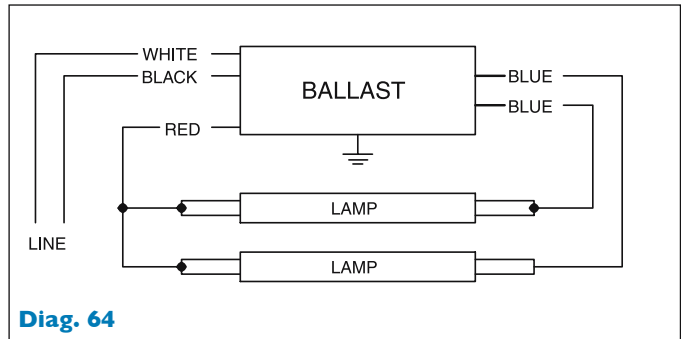 WHITE
BLACK
BALLAST
BLUE
BLUE
RED
LAMP
LINE
LAMP
Diag. 64